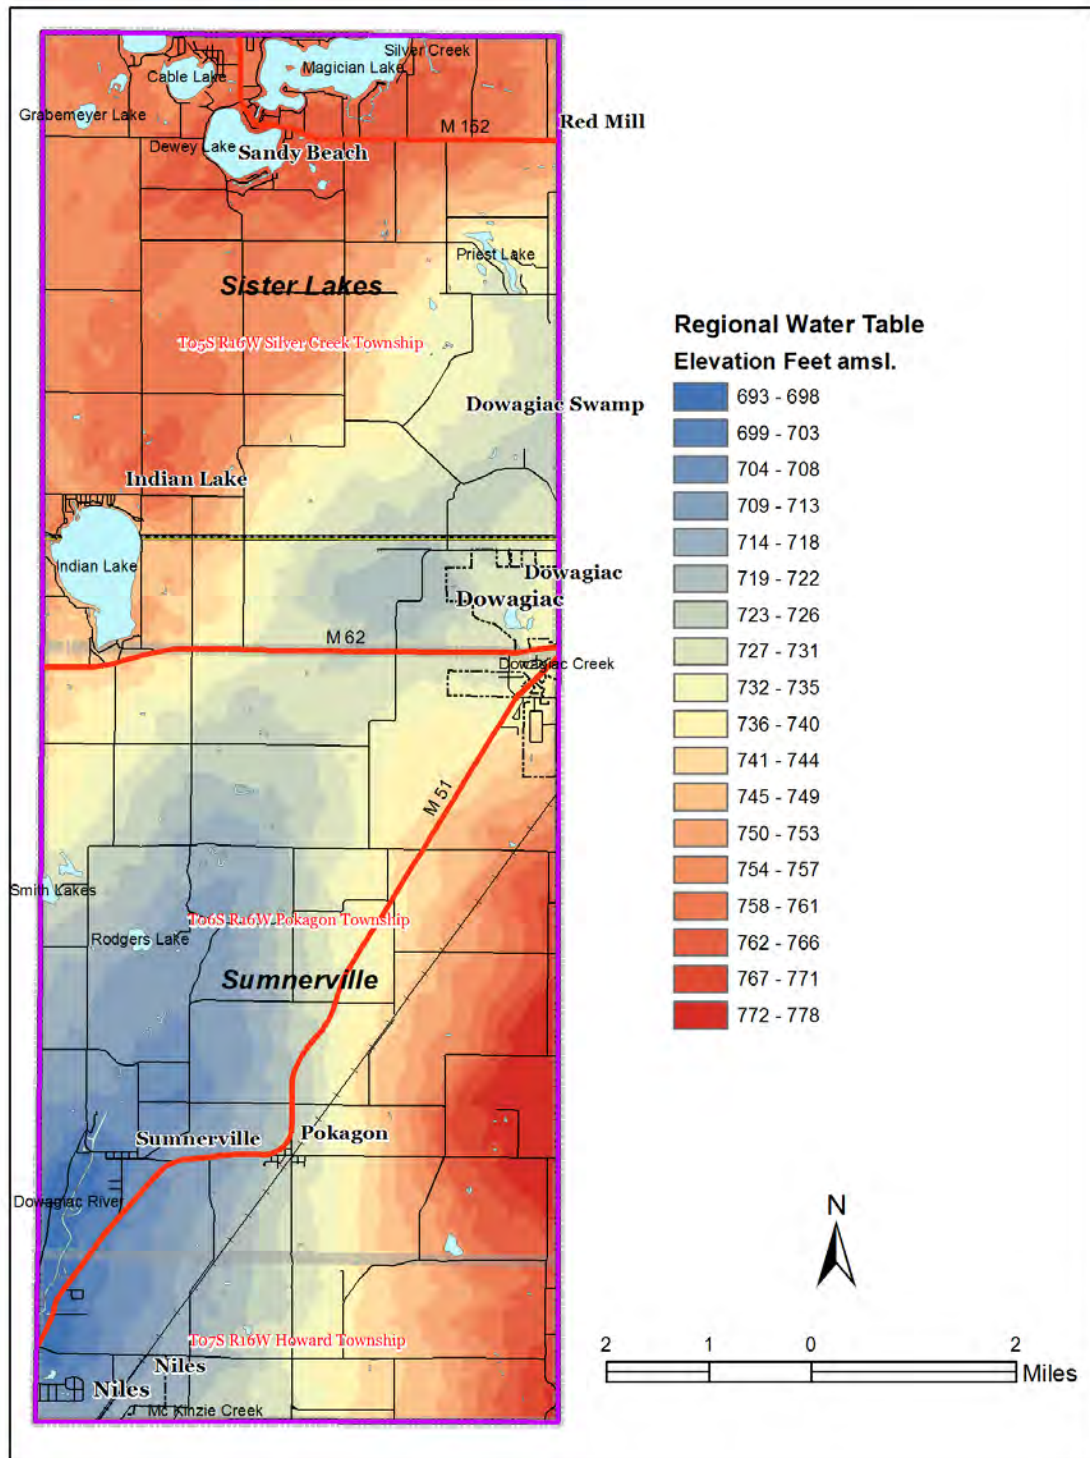 Silver Creek
Magician Lake
Cable Lake
Grabemeyer Lake
M 152
Red Mill
Dewey Lake
Sandy Beach
Priest Lake
Sister Lakes
T05S R16W Silver Creek Township
Dowagiac Swamp
Indian Lake
Indian Lake
Dowagiac
Dowagiac
M 62
Dowagiac Creek
M 51
Smith Lakes
T06S R16W Pokagon Township
Rodgers Lake
Sumnerville
Sumnerville
Pokagon
Dowagiac River
T07S R16W Howard Township
Niles
Niles
Mc Kinzie Creek
Regional Water Table
Elevation Feet amsl.
693 - 698
699 - 703
704 - 708
709 - 713
714 - 718
719 - 722
723 - 726
727 - 731
732 - 735
736 - 740
741 - 744
745 - 749
750 - 753
754 - 757
758 - 761
762 - 766
767 - 771
772 - 778
N
2 1 0 2
Miles